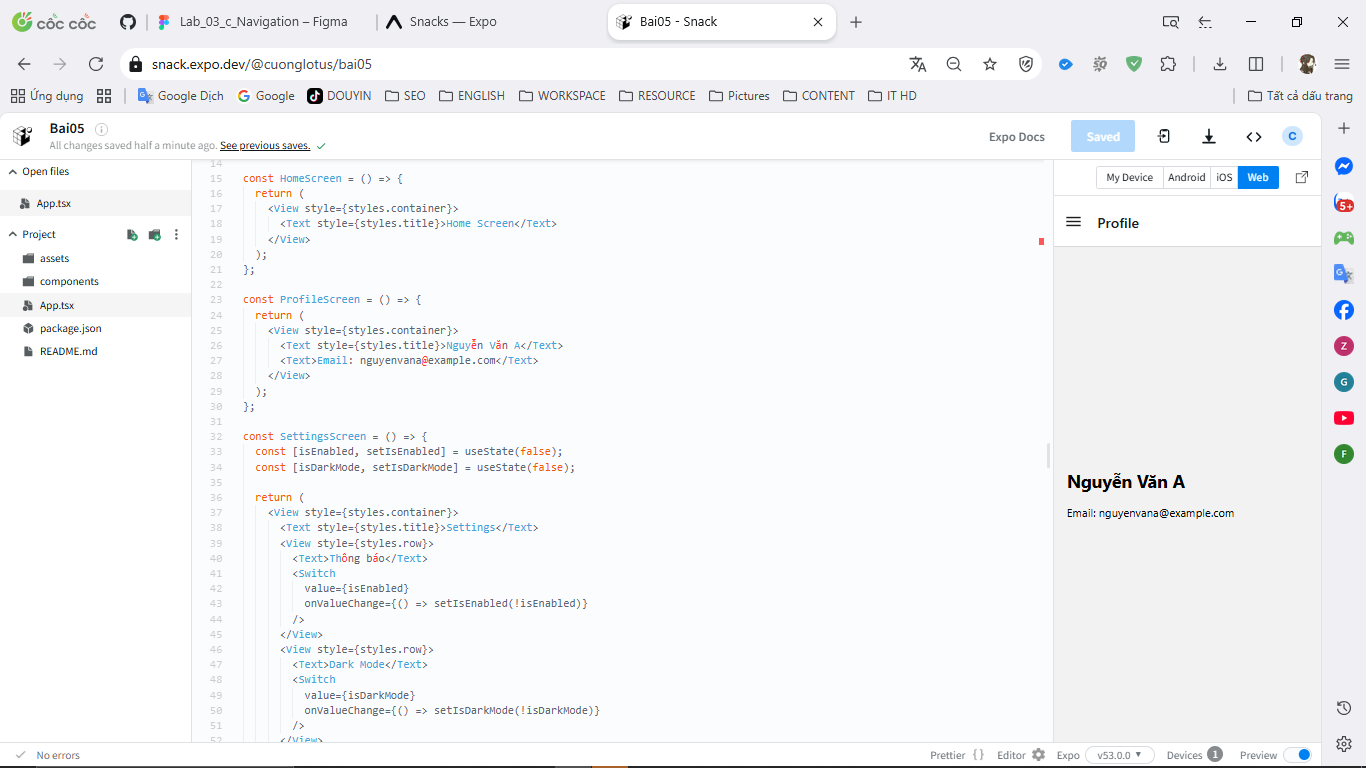 cốc cốc
Lab_03_c_Navigation – Figma
Snacks — Expo
Bai05 - Snack
snack.expo.dev/@cuonglotus/bai05
Ứng dụng
Google Dịch
Google
DOUYIN
SEO
ENGLISH
WORKSPACE
RESOURCE
Pictures
CONTENT
IT HD
Tất cả dấu trang
Bai05
All changes saved half a minute ago. See previous saves.
Expo Docs
Saved
C
Open files
App.tsx
Project
assets
components
App.tsx
package.json
README.md
14
15 const HomeScreen = () => {
16 return (
17 <View style={styles.container}>
18 <Text style={styles.title}>Home Screen</Text>
19 </View>
20 );
21 };
22
23 const ProfileScreen = () => {
24 return (
25 <View style={styles.container}>
26 <Text style={styles.title}>Nguyễn Văn A</Text>
27 <Text>Email: nguyenvana@example.com</Text>
28 </View>
29 );
30 };
31
32 const SettingsScreen = () => {
33 const [isEnabled, setIsEnabled] = useState(false);
34 const [isDarkMode, setIsDarkMode] = useState(false);
35
36 return (
37 <View style={styles.container}>
38 <Text style={styles.title}>Settings</Text>
39 <View style={styles.row}>
40 <Text>Thông báo</Text>
41 <Switch
42 value={isEnabled}
43 onValueChange={() => setIsEnabled(!isEnabled)}
44 />
45 </View>
46 <View style={styles.row}>
47 <Text>Dark Mode</Text>
48 <Switch
49 value={isDarkMode}
50 onValueChange={() => setIsDarkMode(!isDarkMode)}
51 />
52 </View>
My Device
Android
iOS
Web
Profile
Nguyễn Văn A
Email: nguyenvana@example.com
5+
Z
G
F
No errors
Prettier { }
Editor
Expo
v53.0.0
Devices 1
Preview